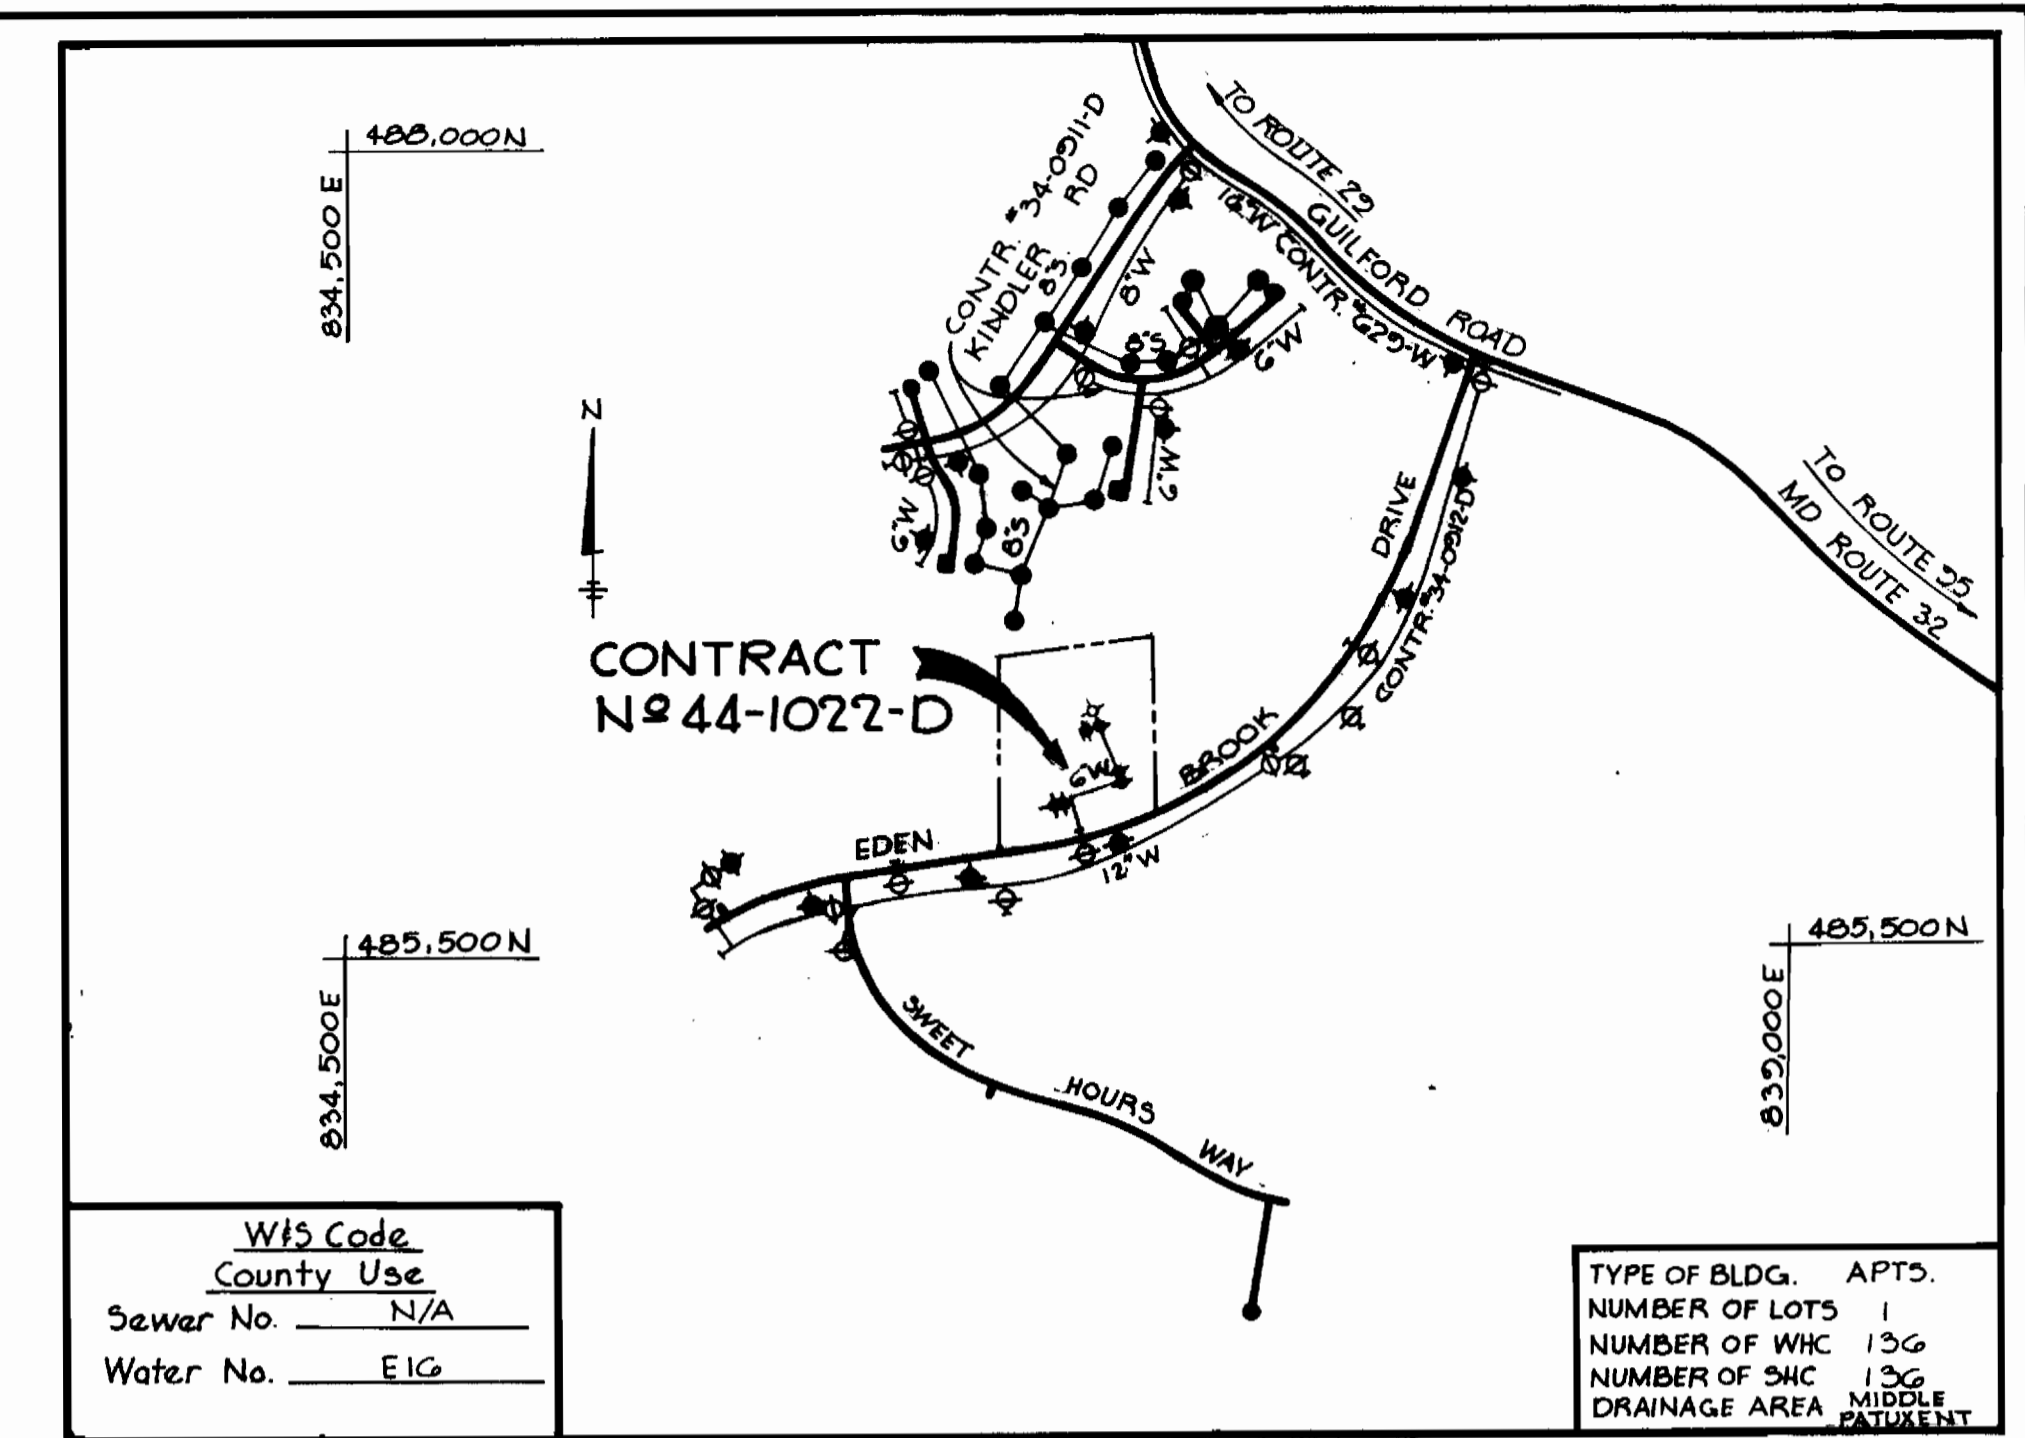 488,000N
834,500 E
CONTR. #34-0911-D
KINDLER RD
8"S
8"W
TO ROUTE 29
GUILFORD ROAD
16"W CONTR. #629-W
8"S
6"W
6"W
6"W
8"S
N
TO ROUTE 95
MD ROUTE 32
CONTR. #34-0912-D
CONTRACT
Nº 44-1022-D
6"W
EDEN BROOK DRIVE
12"W
485,500N
834,500E
485,500N
839,000E
SWEET HOURS WAY
W&S Code
County Use
Sewer No. N/A
Water No. E16
TYPE OF BLDG. APTS.
NUMBER OF LOTS 1
NUMBER OF WHC 136
NUMBER OF SHC 136
DRAINAGE AREA MIDDLE
PATUXENT